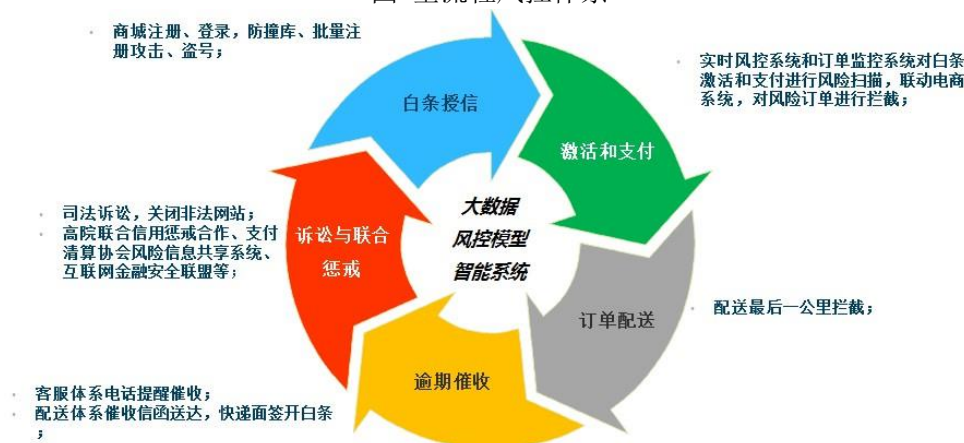 商城注册、登录，防撞库、批量注
册攻击、盗号；
白条授信
实时风控系统和订单监控系统对白条
激活和支付进行风险扫描，联动电商
系统，对风险订单进行拦截；
激活和支付
大数据
风控模型
智能系统
司法诉讼，关闭非法网站；
高院联合信用惩戒合作、支付
清算协会风险信息共享系统、
互联网金融安全联盟等；
诉讼与联合
惩戒
订单配送
配送最后一公里拦截；
逾期催收
客服体系电话提醒催收；
配送体系催收信函送达，快递面签开白条
；